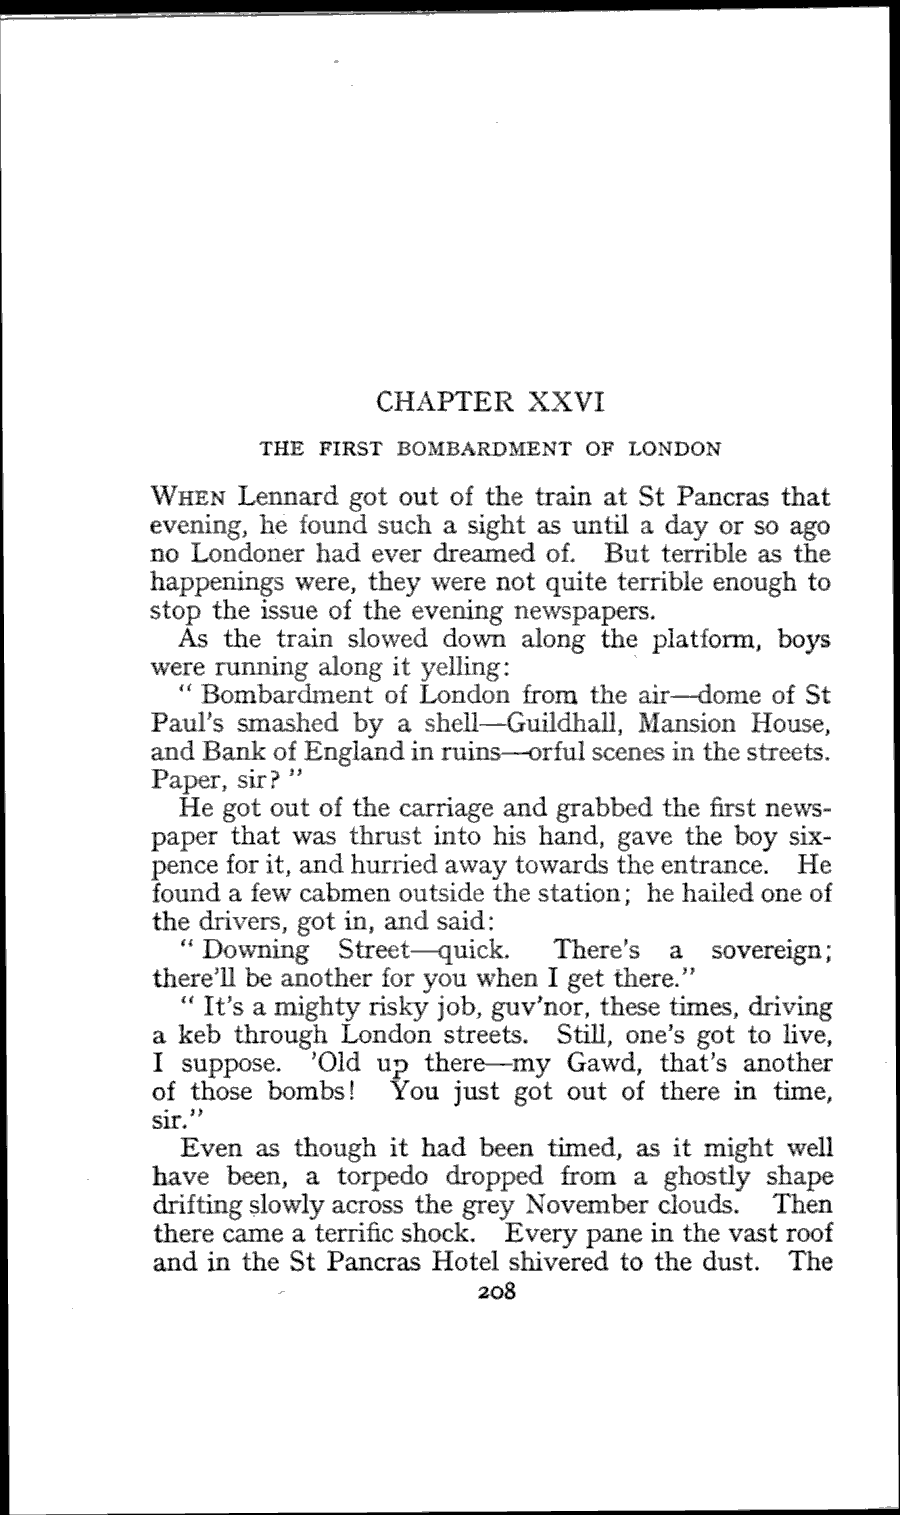 CHAPTER XXVI
THE FIRST BOMBARDMENT OF LONDON
WHEN Lennard got out of the train at St Pancras that
evening, he found such a sight as until a day or so ago
no Londoner had ever dreamed of. But terrible as the
happenings were, they were not quite terrible enough to
stop the issue of the evening newspapers.
As the train slowed down along the platform, boys
were running along it yelling:
“ Bombardment of London from the air—dome of St
Paul's smashed by a shell—Guildhall, Mansion House,
and Bank of England in ruins—orful scenes in the streets.
Paper, sir? ”
He got out of the carriage and grabbed the first news-
paper that was thrust into his hand, gave the boy six-
pence for it, and hurried away towards the entrance. He
found a few cabmen outside the station; he hailed one of
the drivers, got in, and said:
“ Downing Street—quick. There's a sovereign;
there'll be another for you when I get there.”
“ It's a mighty risky job, guv'nor, these times, driving
a keb through London streets. Still, one's got to live,
I suppose. 'Old up there—my Gawd, that's another
of those bombs! You just got out of there in time,
sir.”
Even as though it had been timed, as it might well
have been, a torpedo dropped from a ghostly shape
drifting slowly across the grey November clouds. Then
there came a terrific shock. Every pane in the vast roof
and in the St Pancras Hotel shivered to the dust. The
208